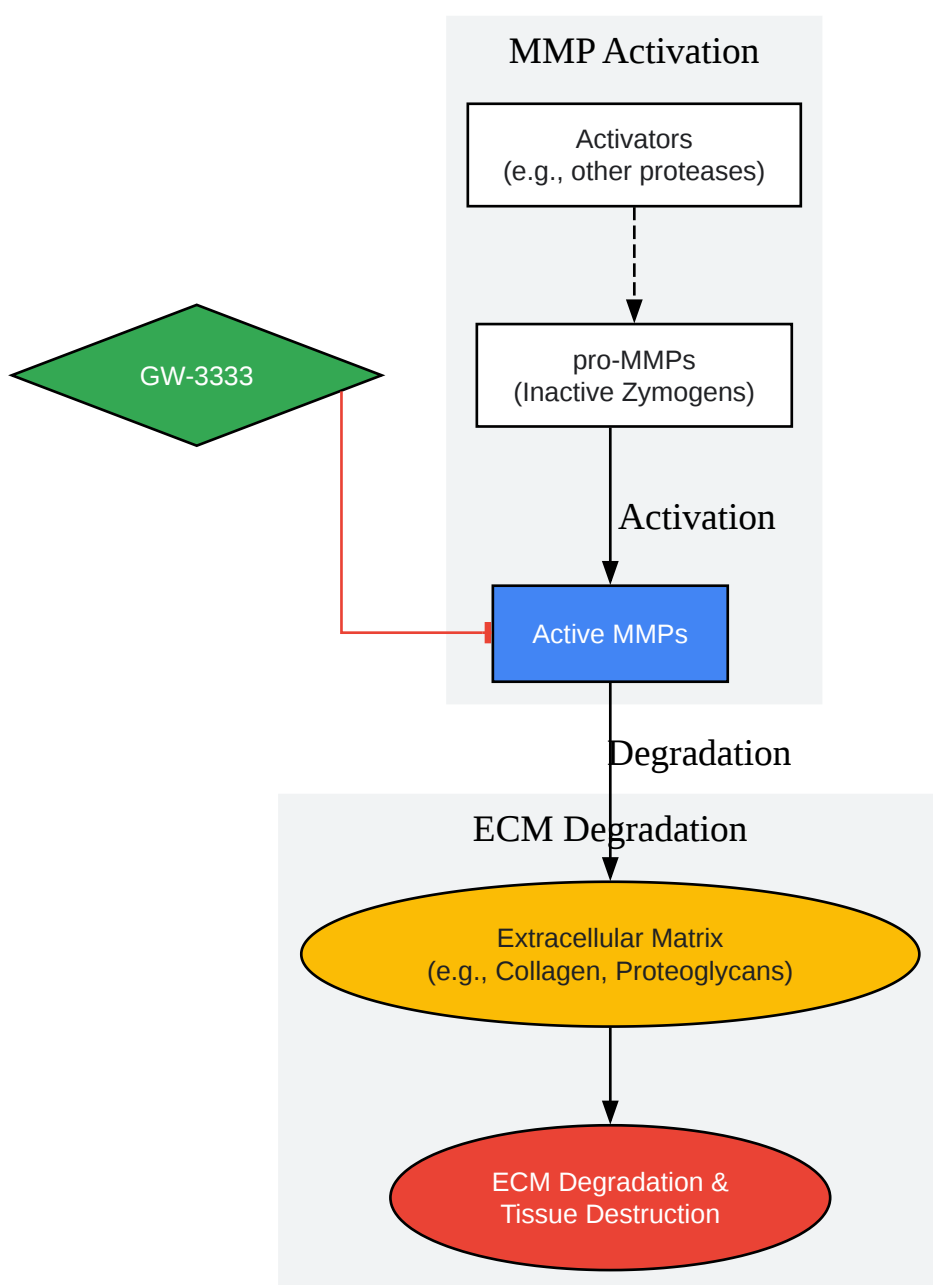 MMP Activation
Activators
(e.g., other proteases)
GW-3333
pro-MMPs
(Inactive Zymogens)
Activation
Active MMPs
Degradation
ECM Degradation
Extracellular Matrix
(e.g., Collagen, Proteoglycans)
ECM Degradation &
Tissue Destruction